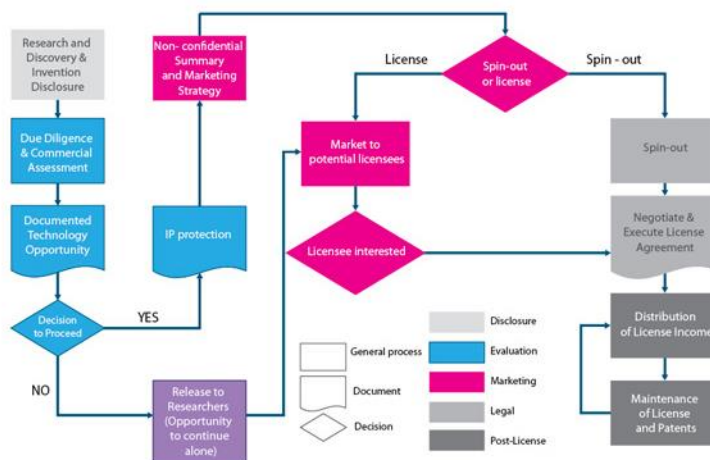 Research and
Discovery &
Invention
Disclosure
Due Diligence
& Commercial
Assessment
Documented
Technology
Opportunity
Decision
to Proceed
YES
NO
IP protection
Non- confidential
Summary
and Marketing
Strategy
Release to
Researchers
(Opportunity
to continue
alone)
Spin-out
or license
License
Spin - out
Market to
potential licensees
Licensee interested
Spin-out
Negotiate &
Execute License
Agreement
Distribution
of License Income
Maintenance
of License
and Patents
General process
Document
Decision
Disclosure
Evaluation
Marketing
Legal
Post-License